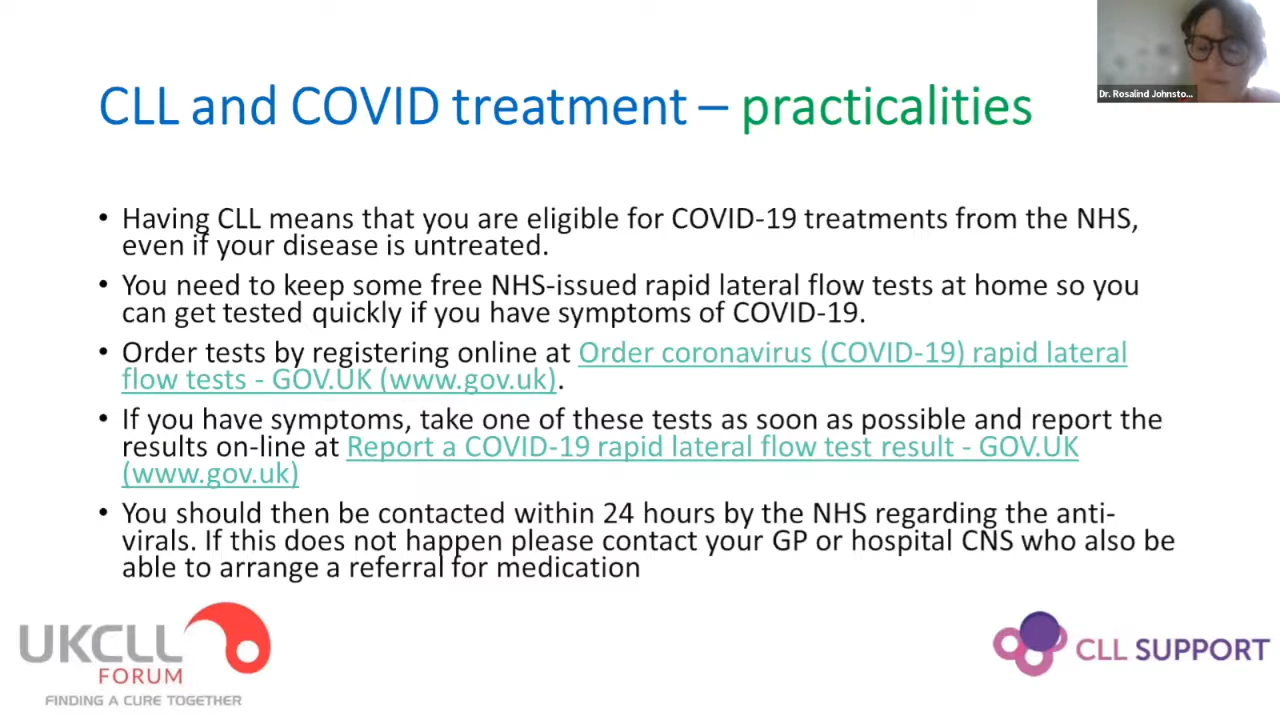 Dr. Rosalind Johnsto...
CLL and COVID treatment – practicalities
• Having CLL means that you are eligible for COVID-19 treatments from the NHS,
even if your disease is untreated.
• You need to keep some free NHS-issued rapid lateral flow tests at home so you
can get tested quickly if you have symptoms of COVID-19.
• Order tests by registering online at Order coronavirus (COVID-19) rapid lateral
flow tests - GOV.UK (www.gov.uk).
• If you have symptoms, take one of these tests as soon as possible and report the
results on-line at Report a COVID-19 rapid lateral flow test result - GOV.UK
(www.gov.uk)
• You should then be contacted within 24 hours by the NHS regarding the anti-
virals. If this does not happen please contact your GP or hospital CNS who also be
able to arrange a referral for medication
UKCLL
FORUM
FINDING A CURE TOGETHER
CLL SUPPORT